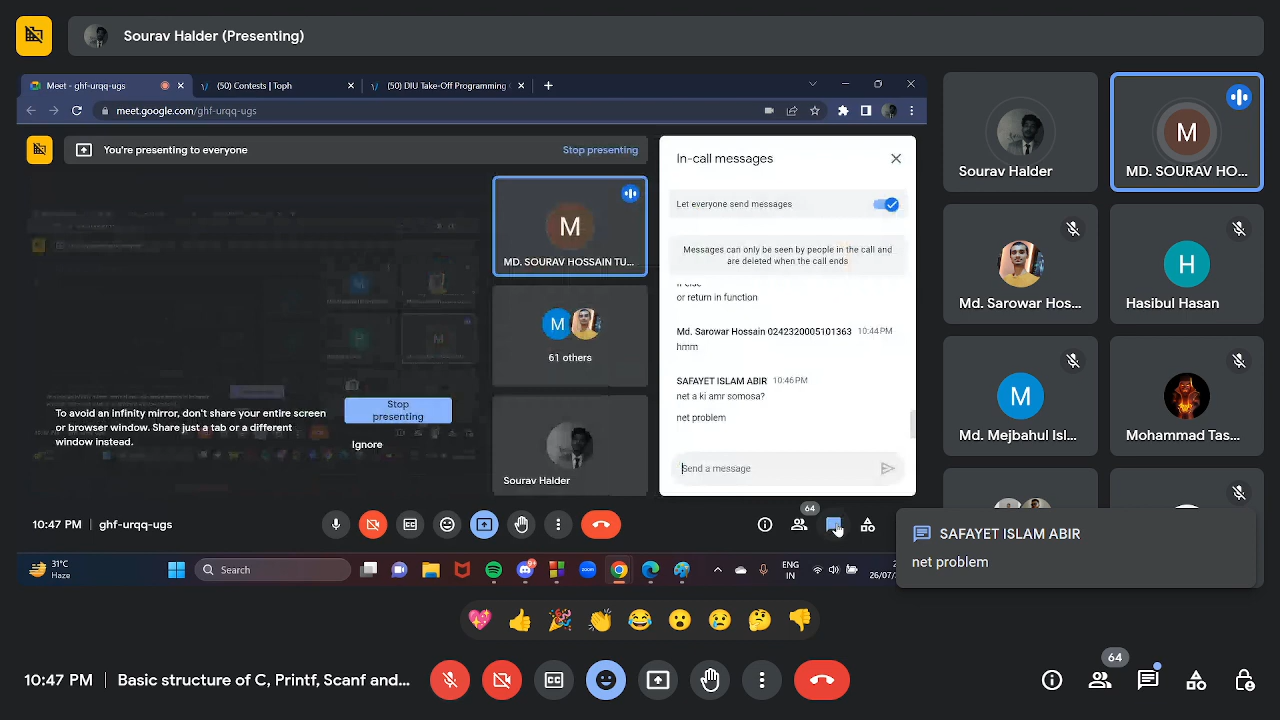 Sourav Halder (Presenting)
Meet - ghf-urqq-ugs
(50) Contests | Toph
(50) DIU Take-Off Programming
meet.google.com/ghf-urqq-ugs
You're presenting to everyone
Stop presenting
To avoid an infinity mirror, don't share your entire screen
or browser window. Share just a tab or a different
window instead.
Stop
presenting
Ignore
M
MD. SOURAV HOSSAIN TU...
M
61 others
Sourav Halder
In-call messages
Let everyone send messages
Messages can only be seen by people in the call and
are deleted when the call ends
if else
or return in function
Md. Sarowar Hossain 0242320005101363 10:44 PM
hmm
SAFAYET ISLAM ABIR 10:46 PM
net a ki amr somosa?
net problem
Send a message
10:47 PM | ghf-urqq-ugs
64
31°C
Haze
Search
ENG
IN
Sourav Halder
M
MD. SOURAV HO...
Md. Sarowar Hos...
H
Hasibul Hasan
M
Md. Mejbahul Isl...
Mohammad Tas...
SAFAYET ISLAM ABIR
net problem
10:47 PM | Basic structure of C, Printf, Scanf and...
64